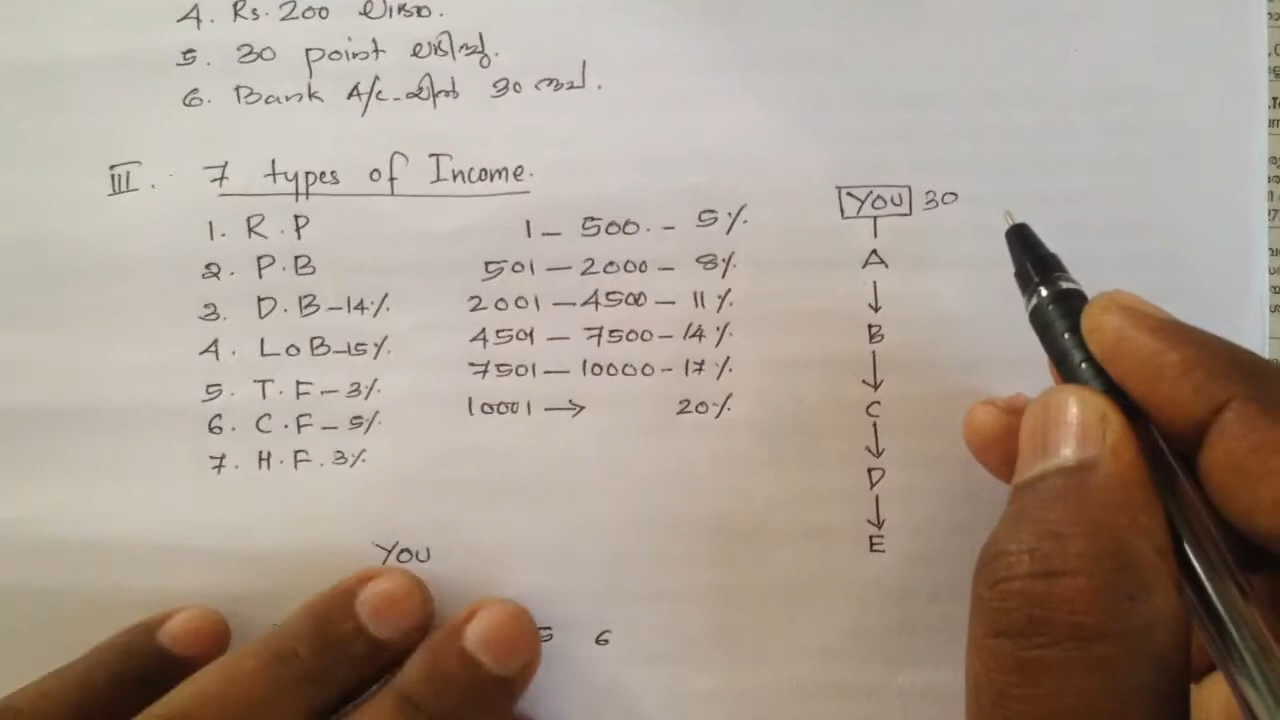 4. Rs. 200
5. 30 point
6. Bank A/c-യിൽ 30
III. 7 types of Income.
1. R.P
2. P.B
3. D.B-14%
4. LOB-15%
5. T.F-3%
6. C.F-5%
7. H.F.3%
1-500.-5%
501-2000-8%
2001-4500-11%
4501-7500-14%
7501-10000-17%
10001→ 20%
YOU 30
A
↓
B
↓
C
↓
D
↓
E
YOU
5 6